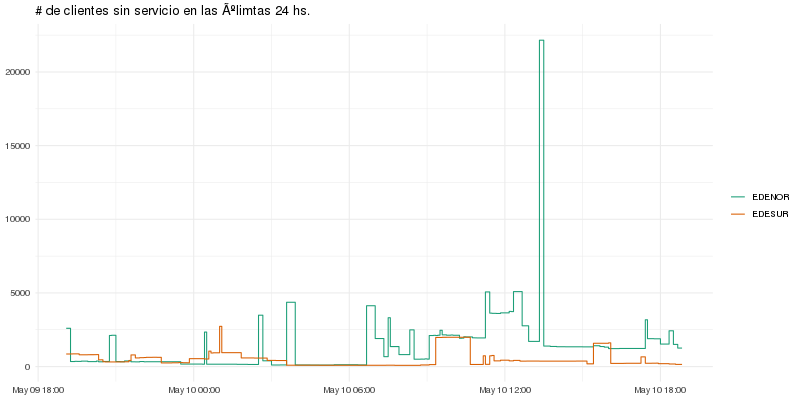 # de clientes sin servicio en las Ãºlimtas 24 hs.
20000
15000
10000
5000
0
EDENOR
EDESUR
May 09 18:00
May 10 00:00
May 10 06:00
May 10 12:00
May 10 18:00